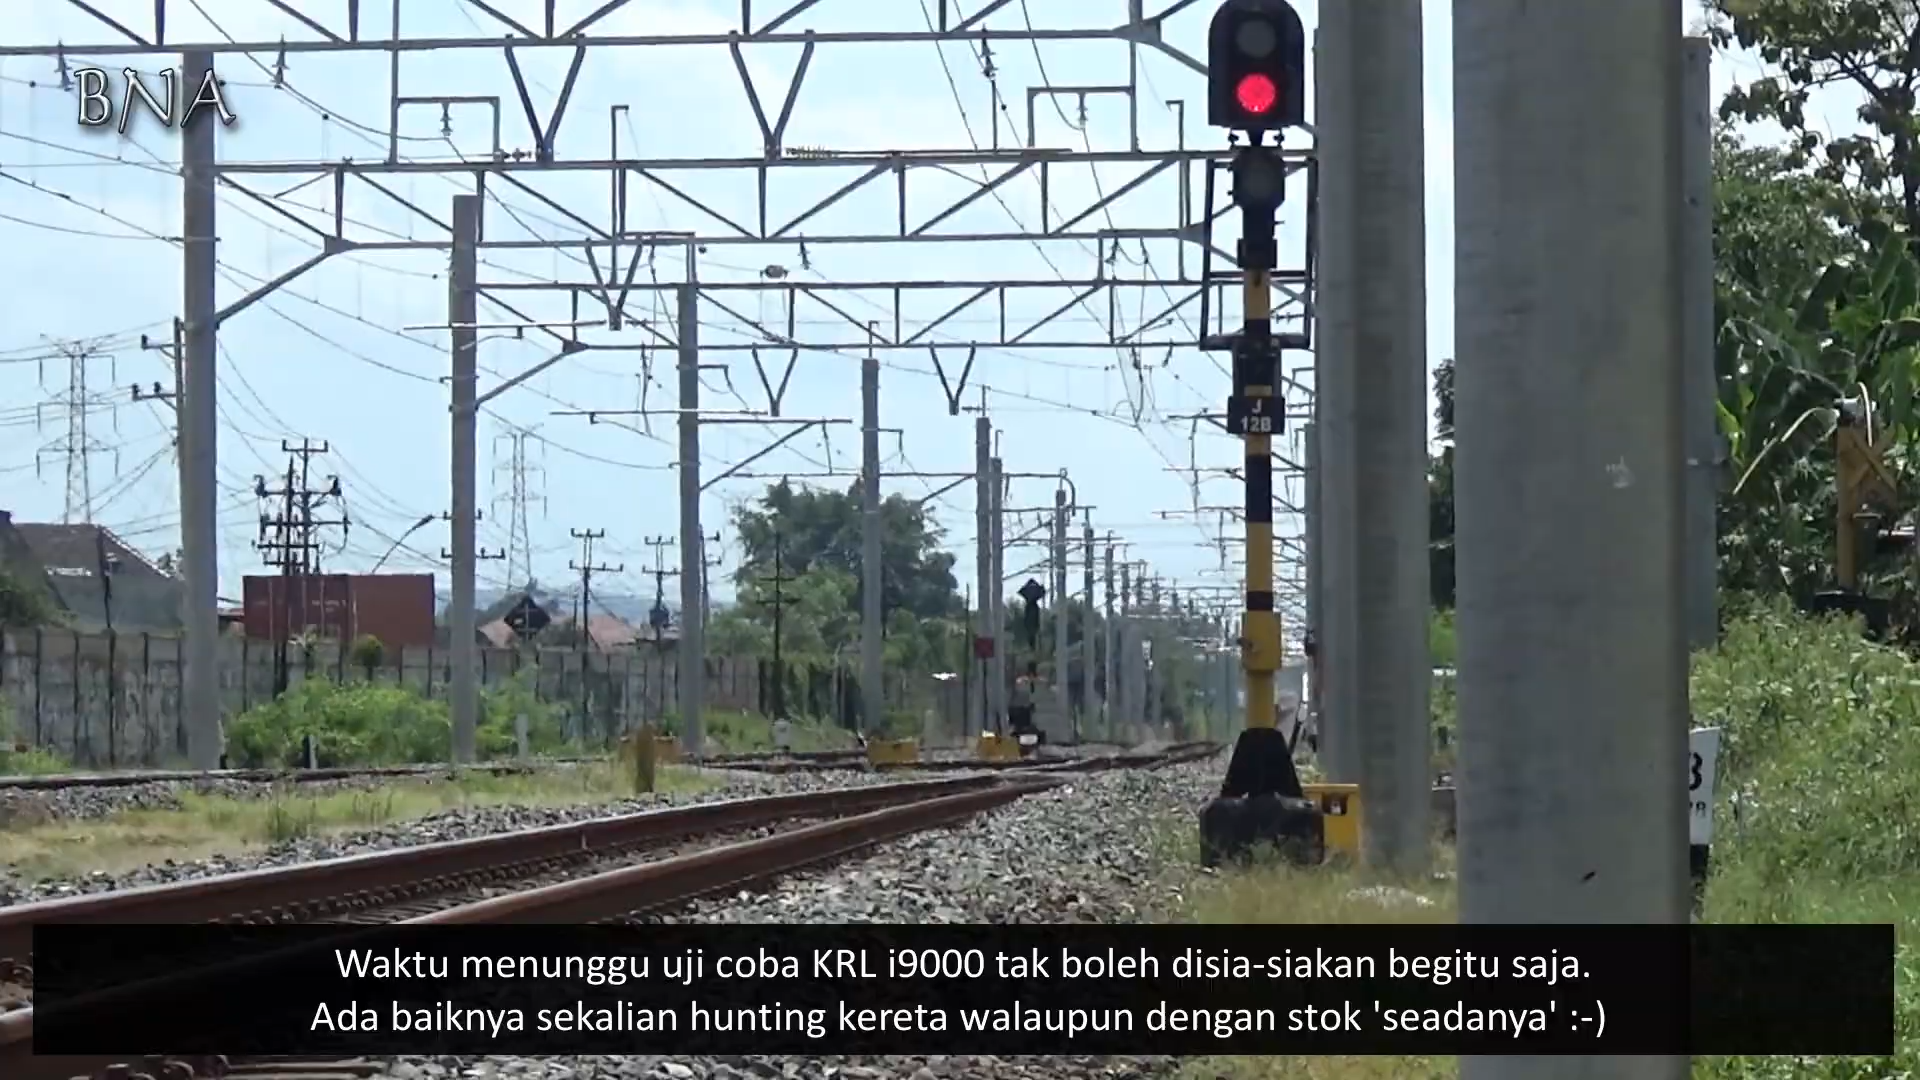 BNA
J
12B
3
Waktu menunggu uji coba KRL i9000 tak boleh disia-siakan begitu saja.
Ada baiknya sekalian hunting kereta walaupun dengan stok 'seadanya' :-)